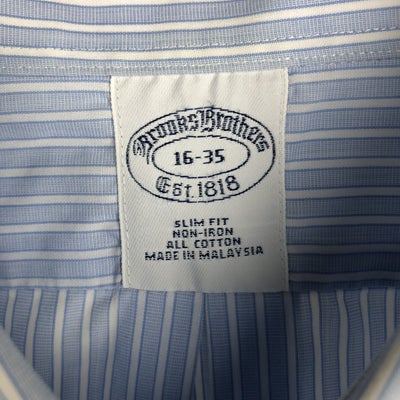 Brooks Brothers
16-35
Est. 1818
SLIM FIT
NON-IRON
ALL COTTON
MADE IN MALAYSIA